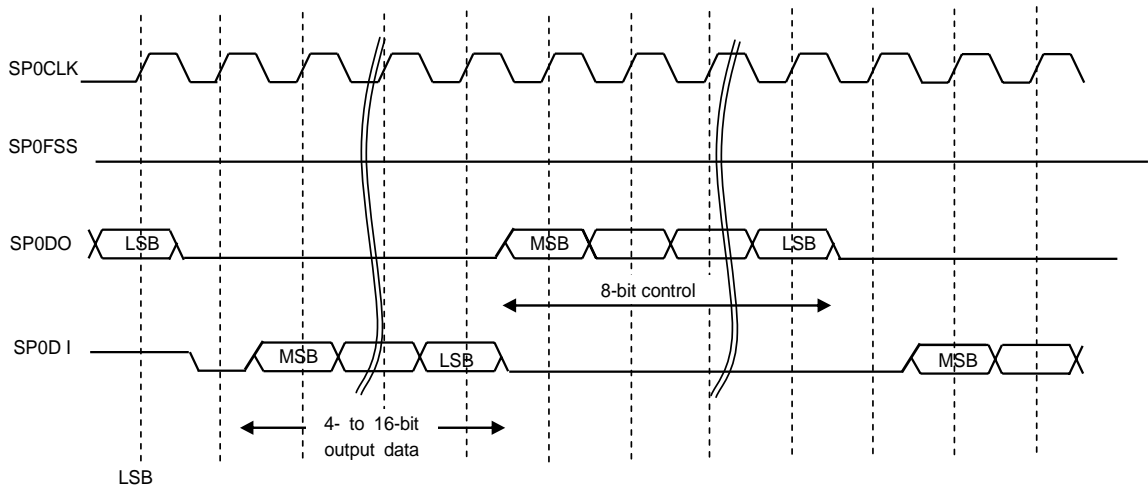 SP0CLK
SP0FSS
SP0DO
LSB
MSB
LSB
8-bit control
SP0D I
MSB
LSB
MSB
4- to 16-bit
output data
LSB